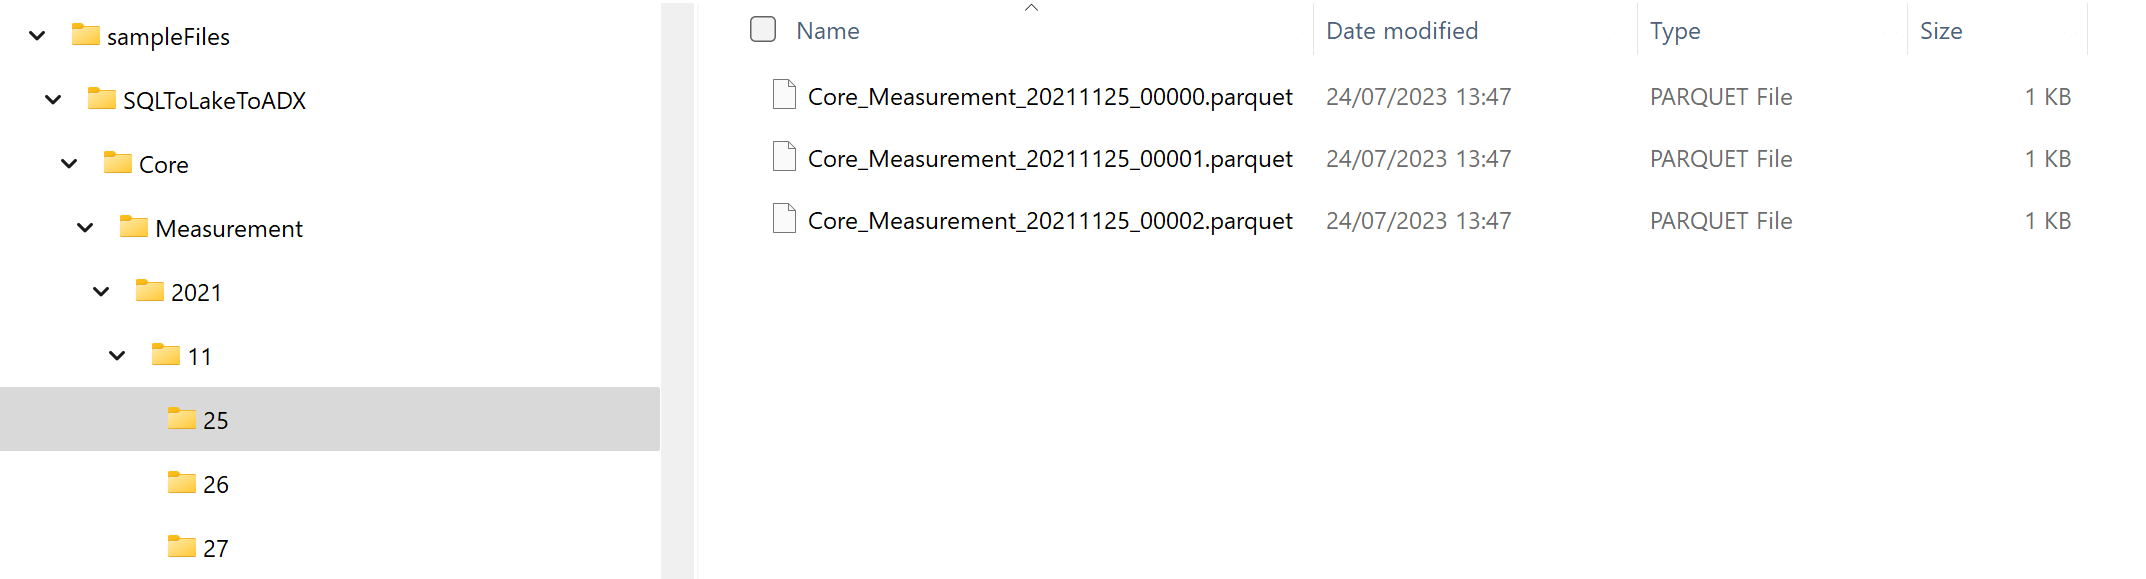 sampleFiles
SQLToLakeToADX
Core
Measurement
2021
11
25
26
27
Name Date modified Type Size
Core_Measurement_20211125_00000.parquet 24/07/2023 13:47 PARQUET File 1 KB
Core_Measurement_20211125_00001.parquet 24/07/2023 13:47 PARQUET File 1 KB
Core_Measurement_20211125_00002.parquet 24/07/2023 13:47 PARQUET File 1 KB